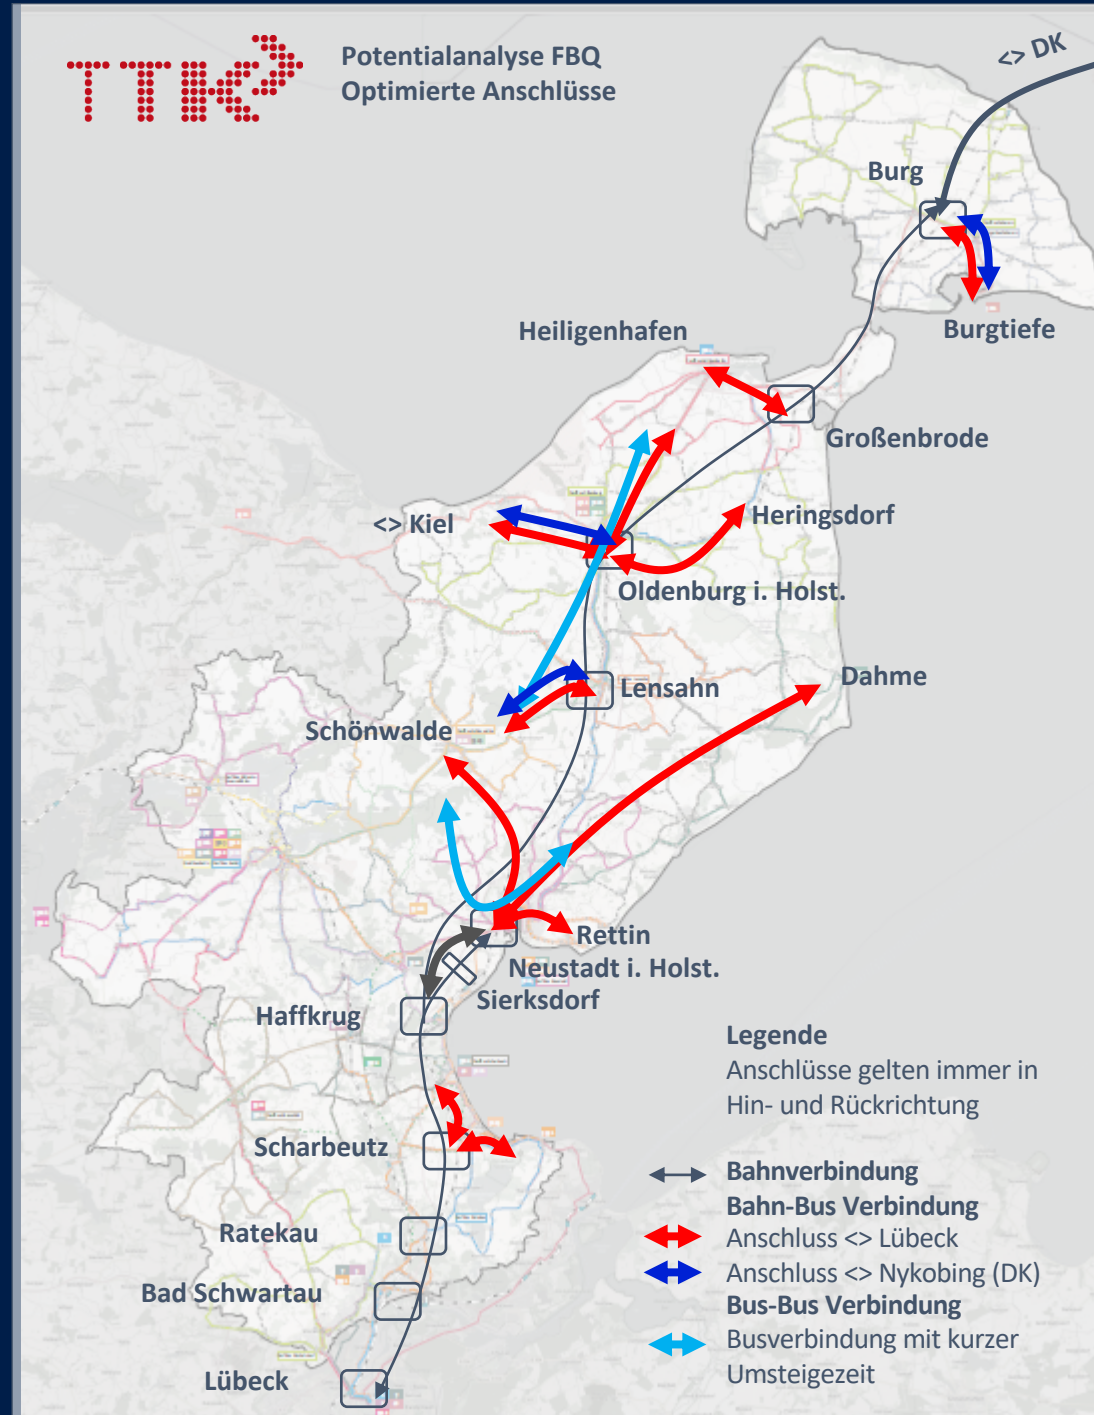 TTK
Potentialanalyse FBQ
Optimierte Anschlüsse
<> DK
Burg
Burgtiefe
Heiligenhafen
Großenbrode
<> Kiel
Heringsdorf
Oldenburg i. Holst.
Lensahn
Dahme
Schönwalde
Rettin
Neustadt i. Holst.
Sierksdorf
Haffkrug
Scharbeutz
Ratekau
Bad Schwartau
Lübeck
Legende
Anschlüsse gelten immer in
Hin- und Rückrichtung
Bahnverbindung
Bahn-Bus Verbindung
Anschluss <> Lübeck
Anschluss <> Nykobing (DK)
Bus-Bus Verbindung
Busverbindung mit kurzer
Umsteigezeit